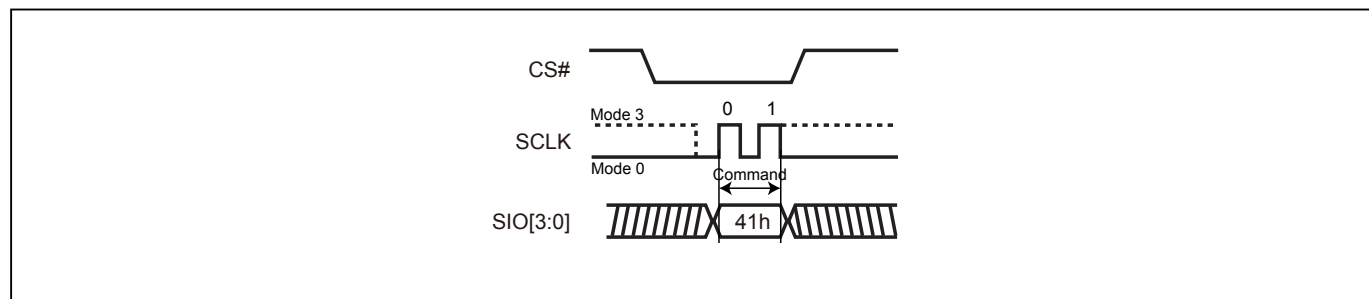 CS#
Mode 3
0 1
SCLK
Mode 0
Command
SIO[3:0]
41h